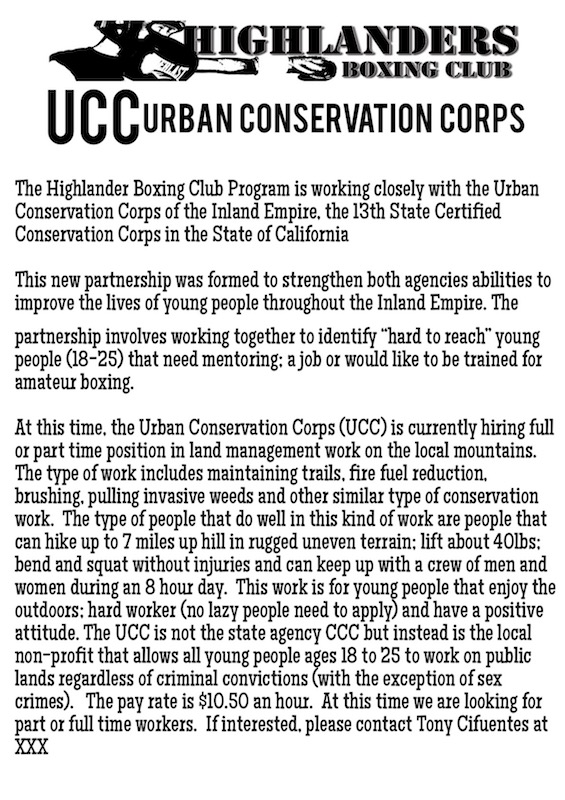 HIGHLANDERS
EVERLAST
BOXING CLUB
UCC URBAN CONSERVATION CORPS
The Highlander Boxing Club Program is working closely with the Urban
Conservation Corps of the Inland Empire, the 13th State Certified
Conservation Corps in the State of California
This new partnership was formed to strengthen both agencies abilities to
improve the lives of young people throughout the Inland Empire. The
partnership involves working together to identify “hard to reach” young
people (18-25) that need mentoring; a job or would like to be trained for
amateur boxing.
At this time, the Urban Conservation Corps (UCC) is currently hiring full
or part time position in land management work on the local mountains.
The type of work includes maintaining trails, fire fuel reduction,
brushing, pulling invasive weeds and other similar type of conservation
work. The type of people that do well in this kind of work are people that
can hike up to 7 miles up hill in rugged uneven terrain; lift about 40lbs;
bend and squat without injuries and can keep up with a crew of men and
women during an 8 hour day. This work is for young people that enjoy the
outdoors; hard worker (no lazy people need to apply) and have a positive
attitude. The UCC is not the state agency CCC but instead is the local
non-profit that allows all young people ages 18 to 25 to work on public
lands regardless of criminal convictions (with the exception of sex
crimes). The pay rate is $10.50 an hour. At this time we are looking for
part or full time workers. If interested, please contact Tony Cifuentes at
XXX